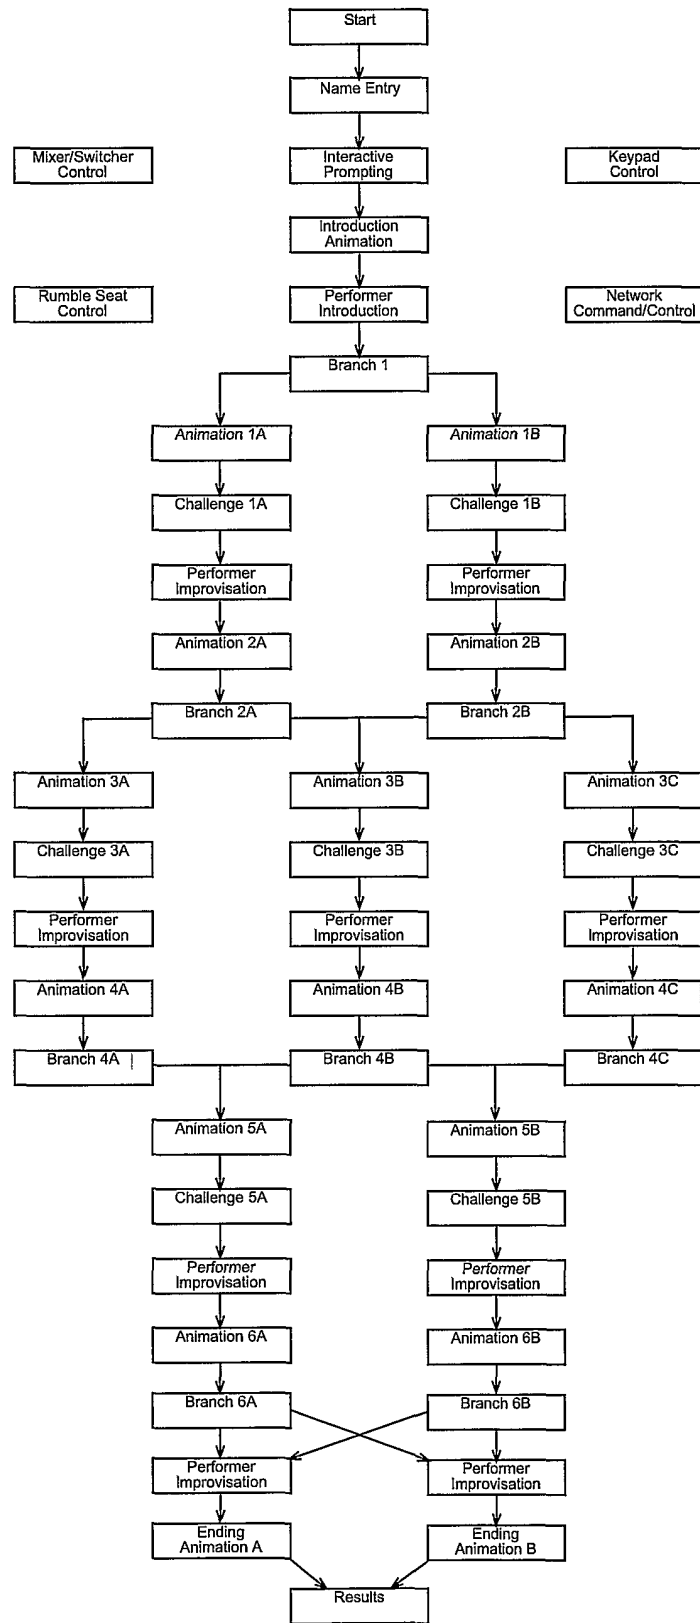 Start
Name Entry
Mixer/Switcher
Control
Interactive
Prompting
Keypad
Control
Introduction
Animation
Rumble Seat
Control
Performer
Introduction
Network
Command/Control
Branch 1
Animation 1A
Animation 1B
Challenge 1A
Challenge 1B
Performer
Improvisation
Performer
Improvisation
Animation 2A
Animation 2B
Branch 2A
Branch 2B
Animation 3A
Animation 3B
Animation 3C
Challenge 3A
Challenge 3B
Challenge 3C
Performer
Improvisation
Performer
Improvisation
Performer
Improvisation
Animation 4A
Animation 4B
Animation 4C
Branch 4A
Branch 4B
Branch 4C
Animation 5A
Animation 5B
Challenge 5A
Challenge 5B
Performer
Improvisation
Performer
Improvisation
Animation 6A
Animation 6B
Branch 6A
Branch 6B
Performer
Improvisation
Performer
Improvisation
Ending
Animation A
Ending
Animation B
Results